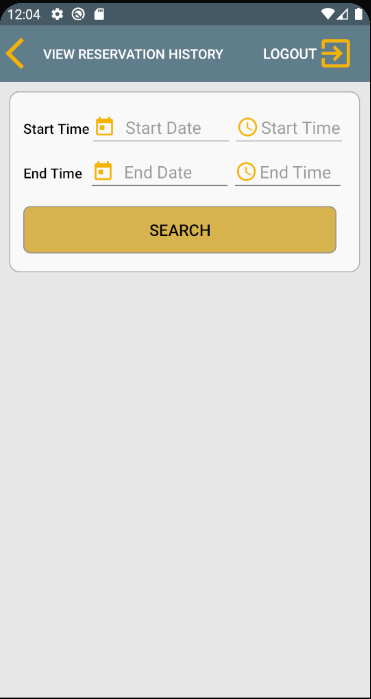 12:04
VIEW RESERVATION HISTORY LOGOUT
Start Time Start Date Start Time
End Time End Date End Time
SEARCH